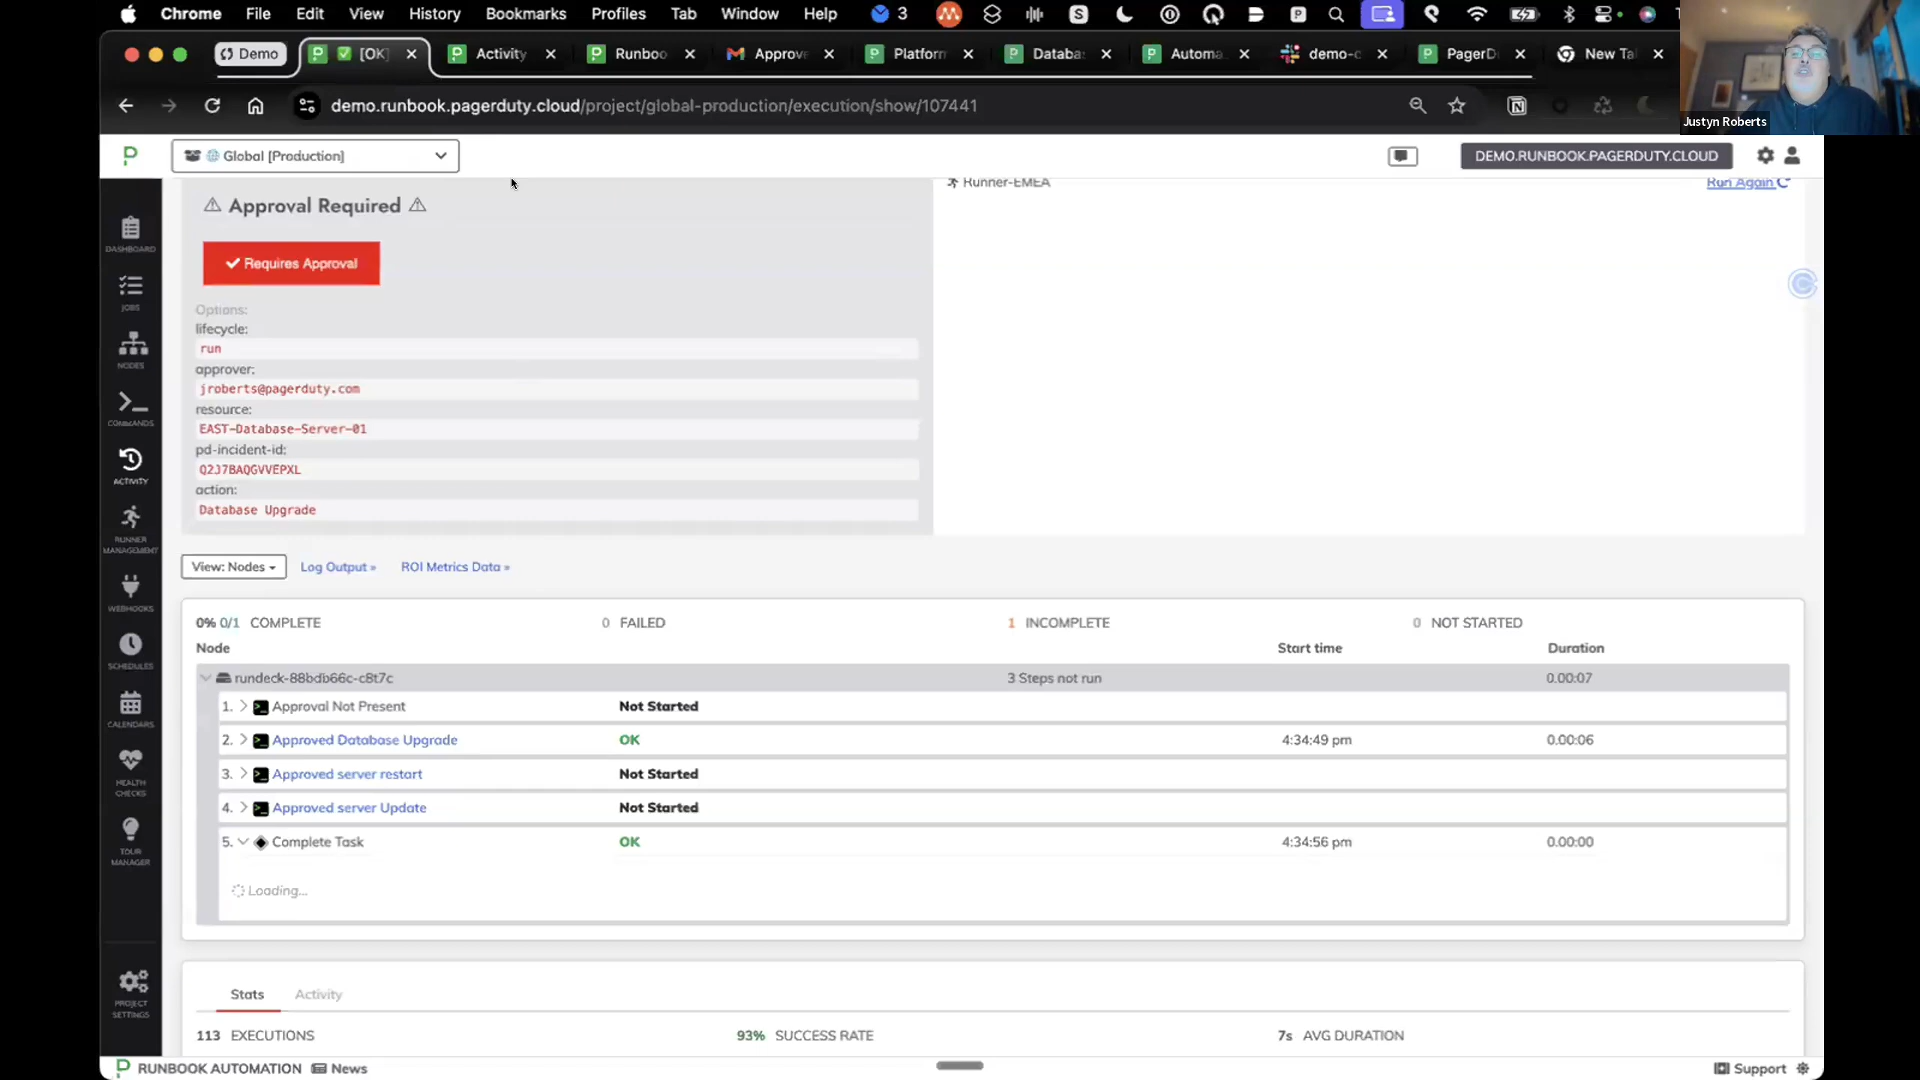 Chrome File Edit View History Bookmarks Profiles Tab Window Help 3
Demo [OK] Activity Runboo Approve Platform Databa Automa demo- PagerD New Ta
demo.runbook.pagerduty.cloud/project/global-production/execution/show/107441
Justyn Roberts
Global [Production] DEMO.RUNBOOK.PAGERDUTY.CLOUD
Runner-EMEA Run Again
Approval Required
Requires Approval
Options:
lifecycle:
run
approver:
jroberts@pagerduty.com
resource:
EAST-Database-Server-01
pd-incident-id:
Q2J7BAQGVVEPXL
action:
Database Upgrade
DASHBOARD
JOBS
NODES
COMMANDS
ACTIVITY
RUNNER
MANAGEMENT
WEBHOOKS
SCHEDULES
CALENDARS
HEALTH
CHECKS
TOUR
MANAGER
PROJECT
SETTINGS
View: Nodes Log Output » ROI Metrics Data »
0% 0/1 COMPLETE 0 FAILED 1 INCOMPLETE 0 NOT STARTED
Node Start time Duration
rundeck-88bdb66c-c8t7c 3 Steps not run 0.00:07
1. Approval Not Present Not Started
2. Approved Database Upgrade OK 4:34:49 pm 0.00:06
3. Approved server restart Not Started
4. Approved server Update Not Started
5. Complete Task OK 4:34:56 pm 0.00:00
Loading...
Stats Activity
113 EXECUTIONS 93% SUCCESS RATE 7s AVG DURATION
RUNBOOK AUTOMATION News Support